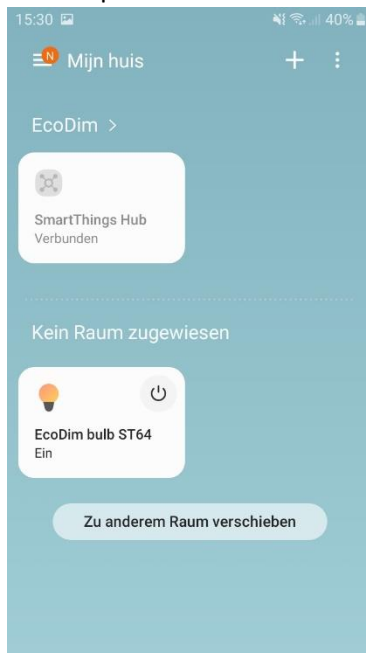 15:30 40%
N
Mijn huis
EcoDim >
SmartThings Hub
Verbunden
Kein Raum zugewiesen
EcoDim bulb ST64
Ein
Zu anderem Raum verschieben